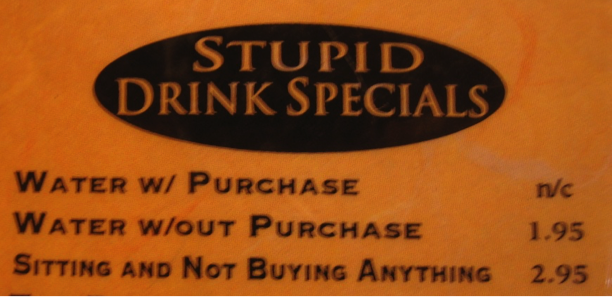 STUPID
DRINK SPECIALS
WATER W/ PURCHASE n/c
WATER W/OUT PURCHASE 1.95
SITTING AND NOT BUYING ANYTHING 2.95